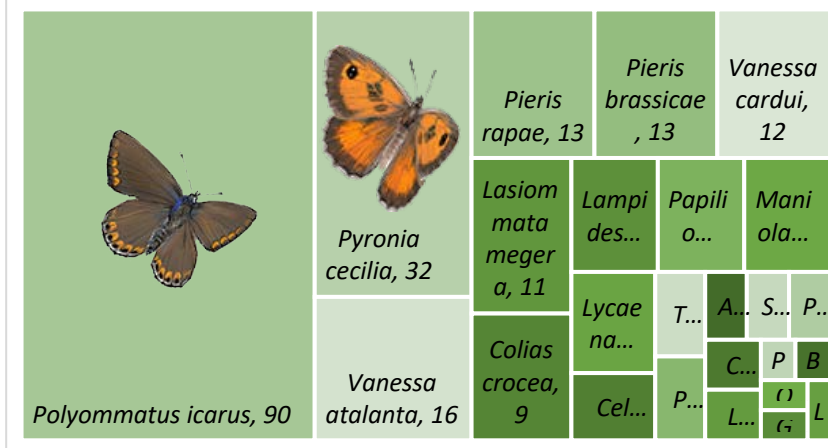 Polyommatus icarus, 90
Pyronia
cecilia, 32
Vanessa
atalanta, 16
Pieris
rapae, 13
Pieris
brassicae
, 13
Vanessa
cardui,
12
Lasiom
mata
meger
a, 11
Colias
crocea,
9
Lampi
des...
Papili
o...
Mani
ola...
Lycae
na...
Cel...
T...
P...
A...
S...
P...
C...
P
B
L...
L